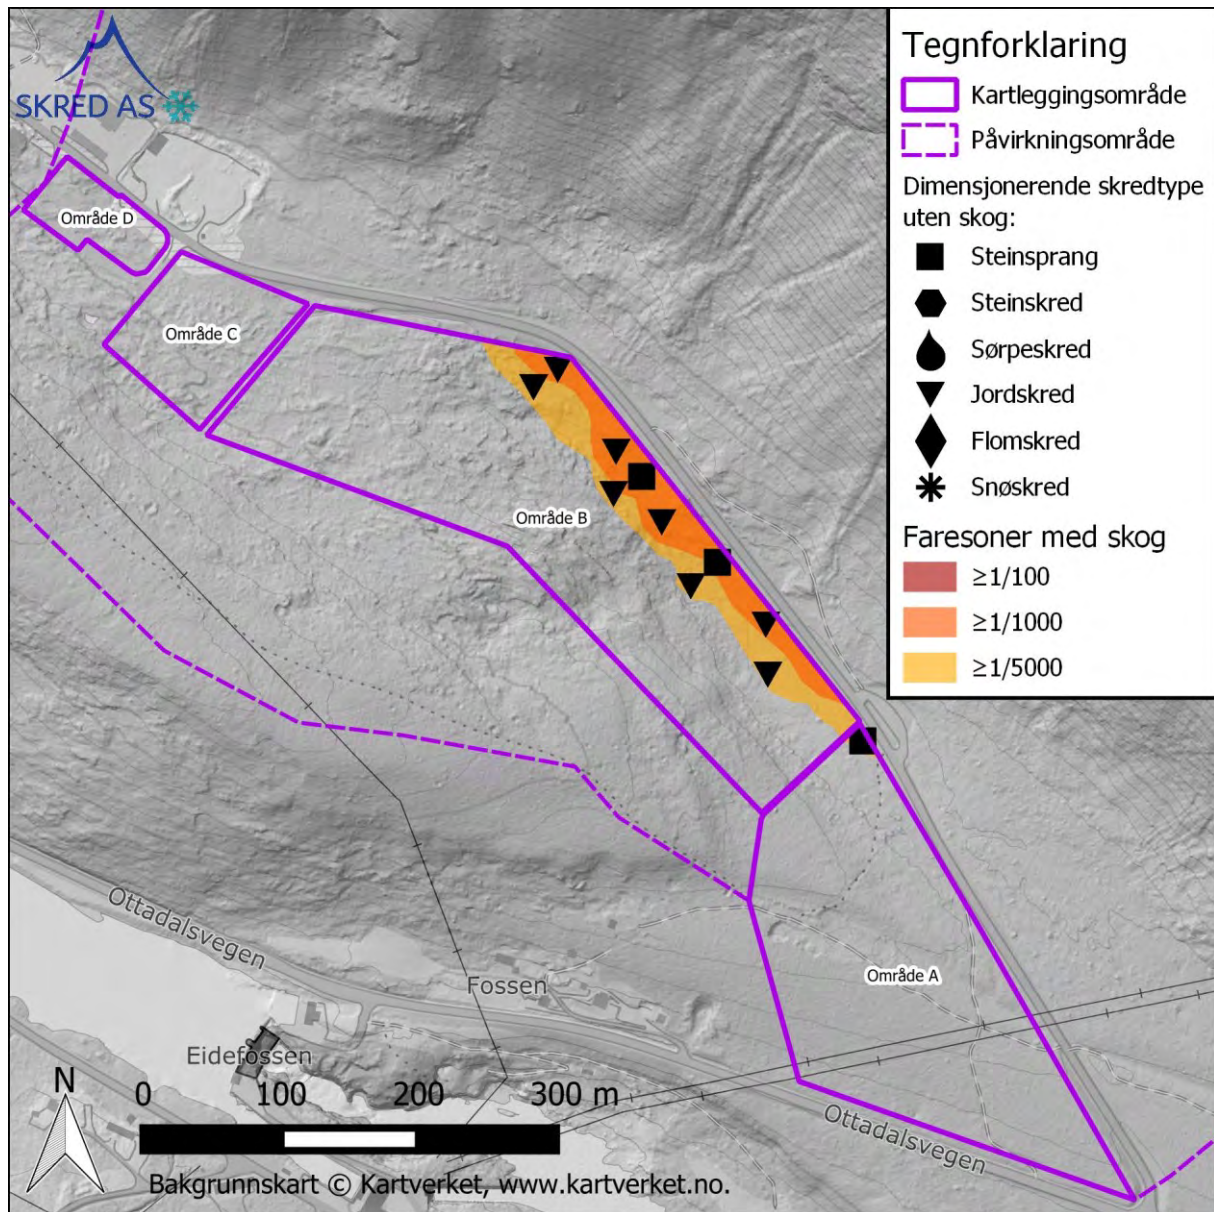 SKRED AS
Område D
Område C
Område B
Område A
Ottadalsvegen
Fossen
Eidefossen
Ottadalsvegen
N
0 100 200 300 m
Bakgrunnskart © Kartverket, www.kartverket.no.
Tegnforklaring
Kartleggingsområde
Påvirkningsområde
Dimensjonerende skredtype
uten skog:
Steinsprang
Steinskred
Sørpeskred
Jordskred
Flomskred
Snøskred
Faresoner med skog
≥1/100
≥1/1000
≥1/5000